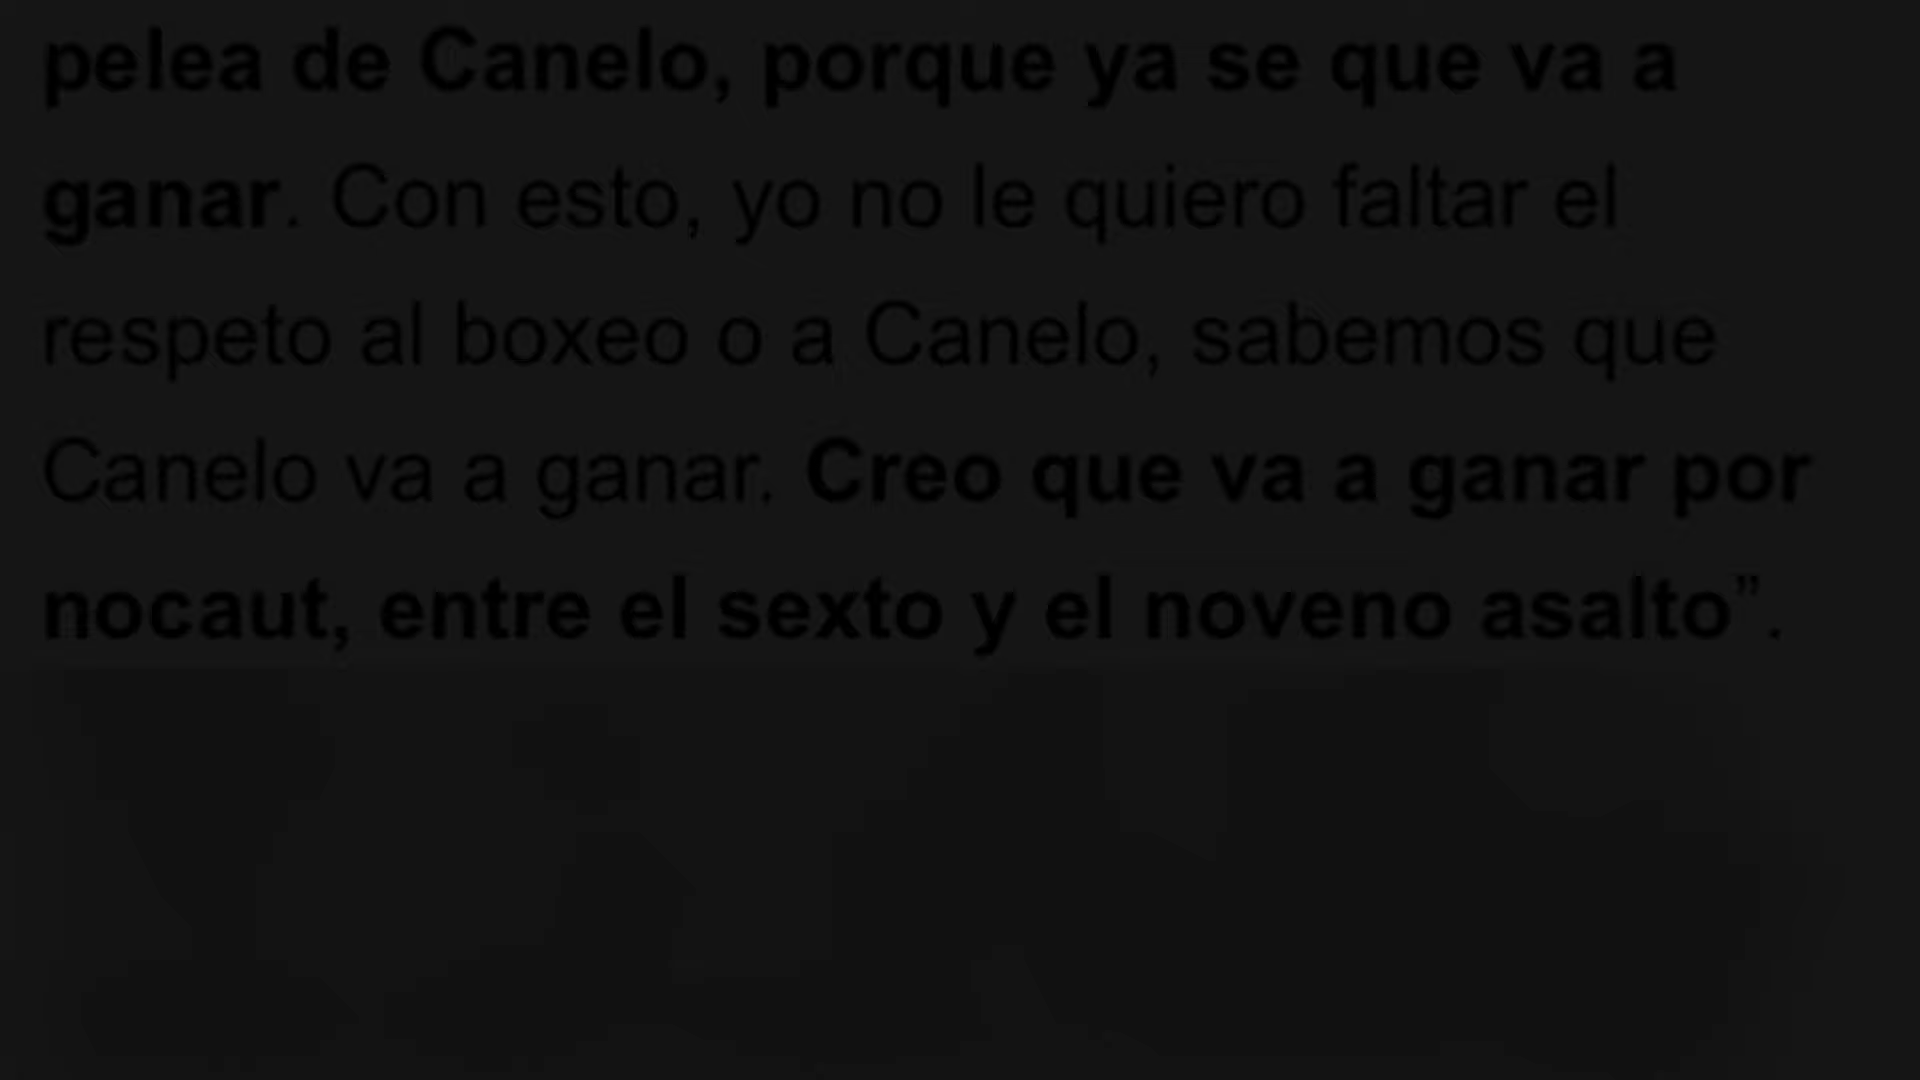 pelea de Canelo, porque ya se que va a
ganar. Con esto, yo no le quiero faltar el
respeto al boxeo o a Canelo, sabemos que
Canelo va a ganar. Creo que va a ganar por
nocaut, entre el sexto y el noveno asalto”.